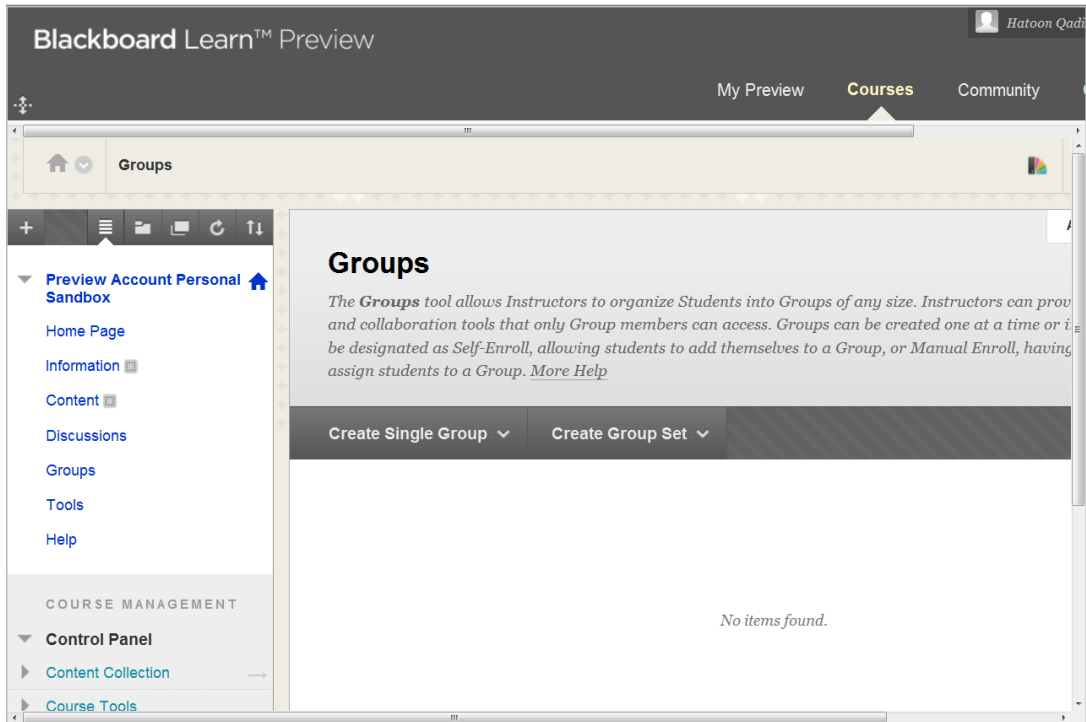 Hatoon Qadi
Blackboard Learn™ Preview
My Preview Courses Community
Groups
Preview Account Personal
Sandbox
Home Page
Information
Content
Discussions
Groups
Tools
Help
COURSE MANAGEMENT
Control Panel
Content Collection
Course Tools
Groups
The Groups tool allows Instructors to organize Students into Groups of any size. Instructors can prov
and collaboration tools that only Group members can access. Groups can be created one at a time or i
be designated as Self-Enroll, allowing students to add themselves to a Group, or Manual Enroll, having
assign students to a Group. More Help
Create Single Group Create Group Set
No items found.